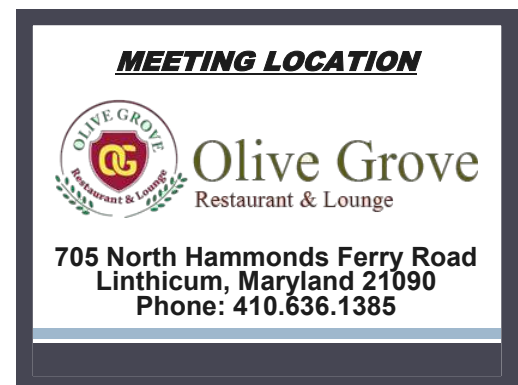 MEETING LOCATION
OLIVE GROVE
OG
Restaurant & Lounge
Olive Grove
Restaurant & Lounge
705 North Hammonds Ferry Road
Linthicum, Maryland 21090
Phone: 410.636.1385